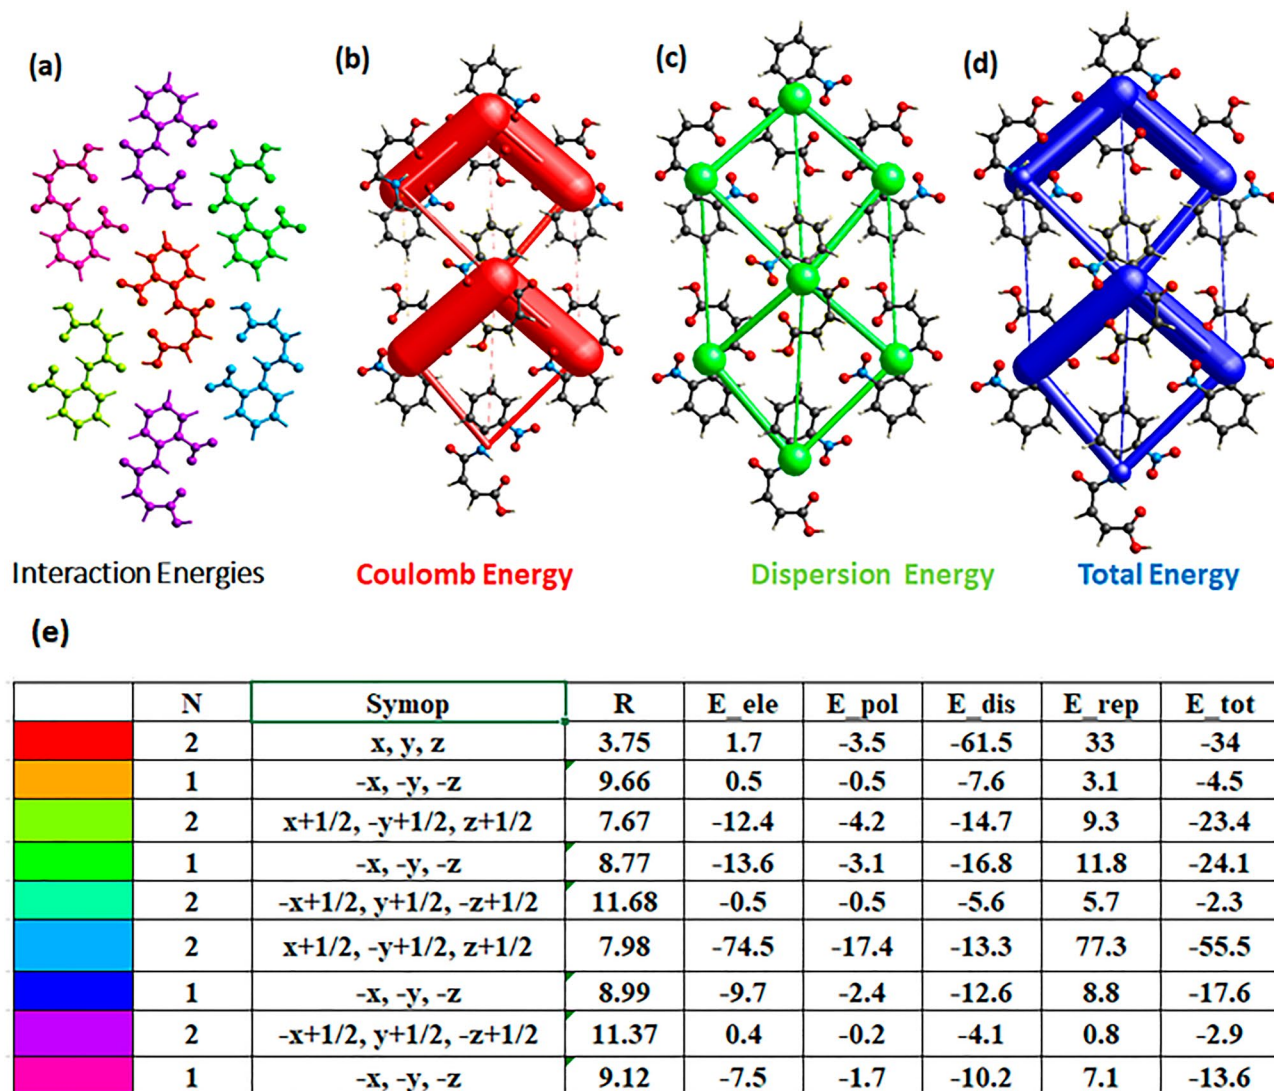 (a) (b) (c) (d)
Interaction Energies Coulomb Energy Dispersion Energy Total Energy
(e)
N Symop R E_ele E_pol E_dis E_rep E_tot
2 x, y, z 3.75 1.7 -3.5 -61.5 33 -34
1 -x, -y, -z 9.66 0.5 -0.5 -7.6 3.1 -4.5
2 x+1/2, -y+1/2, z+1/2 7.67 -12.4 -4.2 -14.7 9.3 -23.4
1 -x, -y, -z 8.77 -13.6 -3.1 -16.8 11.8 -24.1
2 -x+1/2, y+1/2, -z+1/2 11.68 -0.5 -0.5 -5.6 5.7 -2.3
2 x+1/2, -y+1/2, z+1/2 7.98 -74.5 -17.4 -13.3 77.3 -55.5
1 -x, -y, -z 8.99 -9.7 -2.4 -12.6 8.8 -17.6
2 -x+1/2, y+1/2, -z+1/2 11.37 0.4 -0.2 -4.1 0.8 -2.9
1 -x, -y, -z 9.12 -7.5 -1.7 -10.2 7.1 -13.6